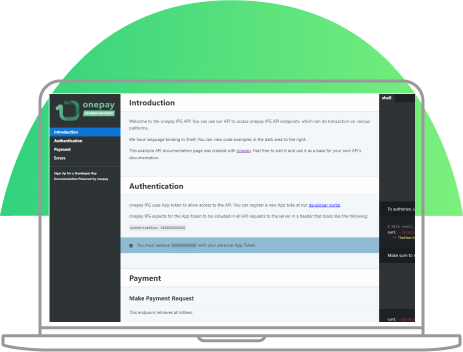 onepay
Introduction
Authentication
Payment
Errors
Sign Up for a Developer Key
Documentation Powered by onepay
Introduction
Welcome to the onepay IPG API! You can use our API to access onepay IPG API endpoints, which can do transaction on various
platforms.
We have language binding in Shell! You can view code examples in the dark area to the right.
This example API documentation page was created with onepay. Feel free to edit it and use it as a base for your own API's
documentation.
Authentication
onepay IPG uses App token to allow access to the API. You can register a new App toke at our developer portal.
onepay IPG expects for the App token to be included in all API requests to the server in a header that looks like the following:
Authorization:
You must replace with your personal App Token.
Payment
Make Payment Request
This endpoint retrieves all kittens.
shell
To authorize, u
curl
Make sure to r
curl